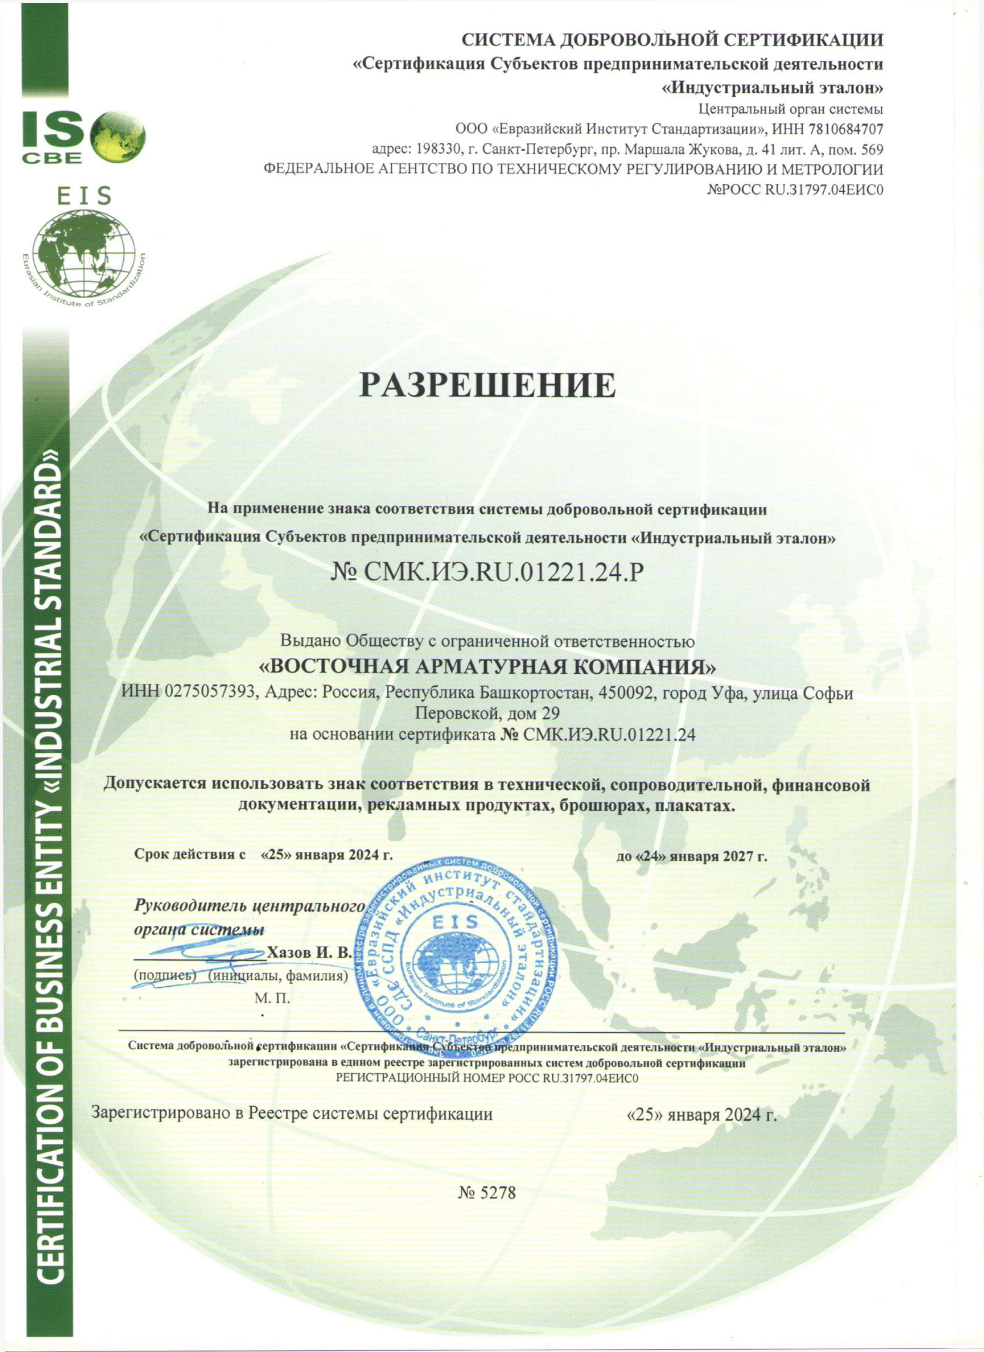 СИСТЕМА ДОБРОВОЛЬНОЙ СЕРТИФИКАЦИИ
«Сертификация Субъектов предпринимательской деятельности
«Индустриальный эталон»
Центральный орган системы
ООО «Евразийский Институт Стандартизации», ИНН 7810684707
адрес: 198330, г. Санкт-Петербург, пр. Маршала Жукова, д. 41 лит. А, пом. 569
ФЕДЕРАЛЬНОЕ АГЕНТСТВО ПО ТЕХНИЧЕСКОМУ РЕГУЛИРОВАНИЮ И МЕТРОЛОГИИ
№РОСС RU.31797.04ЕИС0
IS
CBE
EIS
Eurasian Institute of Standardization
CERTIFICATION OF BUSINESS ENTITY «INDUSTRIAL STANDARD»
РАЗРЕШЕНИЕ
На применение знака соответствия системы добровольной сертификации
«Сертификация Субъектов предпринимательской деятельности «Индустриальный эталон»
№ СМК.ИЭ.RU.01221.24.Р
Выдано Обществу с ограниченной ответственностью
«ВОСТОЧНАЯ АРМАТУРНАЯ КОМПАНИЯ»
ИНН 0275057393, Адрес: Россия, Республика Башкортостан, 450092, город Уфа, улица Софьи
Перовской, дом 29
на основании сертификата № СМК.ИЭ.RU.01221.24
Допускается использовать знак соответствия в технической, сопроводительной, финансовой
документации, рекламных продуктах, брошюрах, плакатах.
Срок действия с «25» января 2024 г.
до «24» января 2027 г.
Руководитель центрального
органа системы
Хазов И. В.
(подпись) (инициалы, фамилия)
М. П.
ООО «Евразийский институт стандартизации»
СДС ССПД «Индустриальный эталон»
EIS
Eurasian Institute of Standardization
Санкт-Петербург
Система добровольной сертификации «Сертификация Субъектов предпринимательской деятельности «Индустриальный эталон»
зарегистрирована в едином реестре зарегистрированных систем добровольной сертификации
РЕГИСТРАЦИОННЫЙ НОМЕР РОСС RU.31797.04ЕИС0
Зарегистрировано в Реестре системы сертификации
«25» января 2024 г.
№ 5278